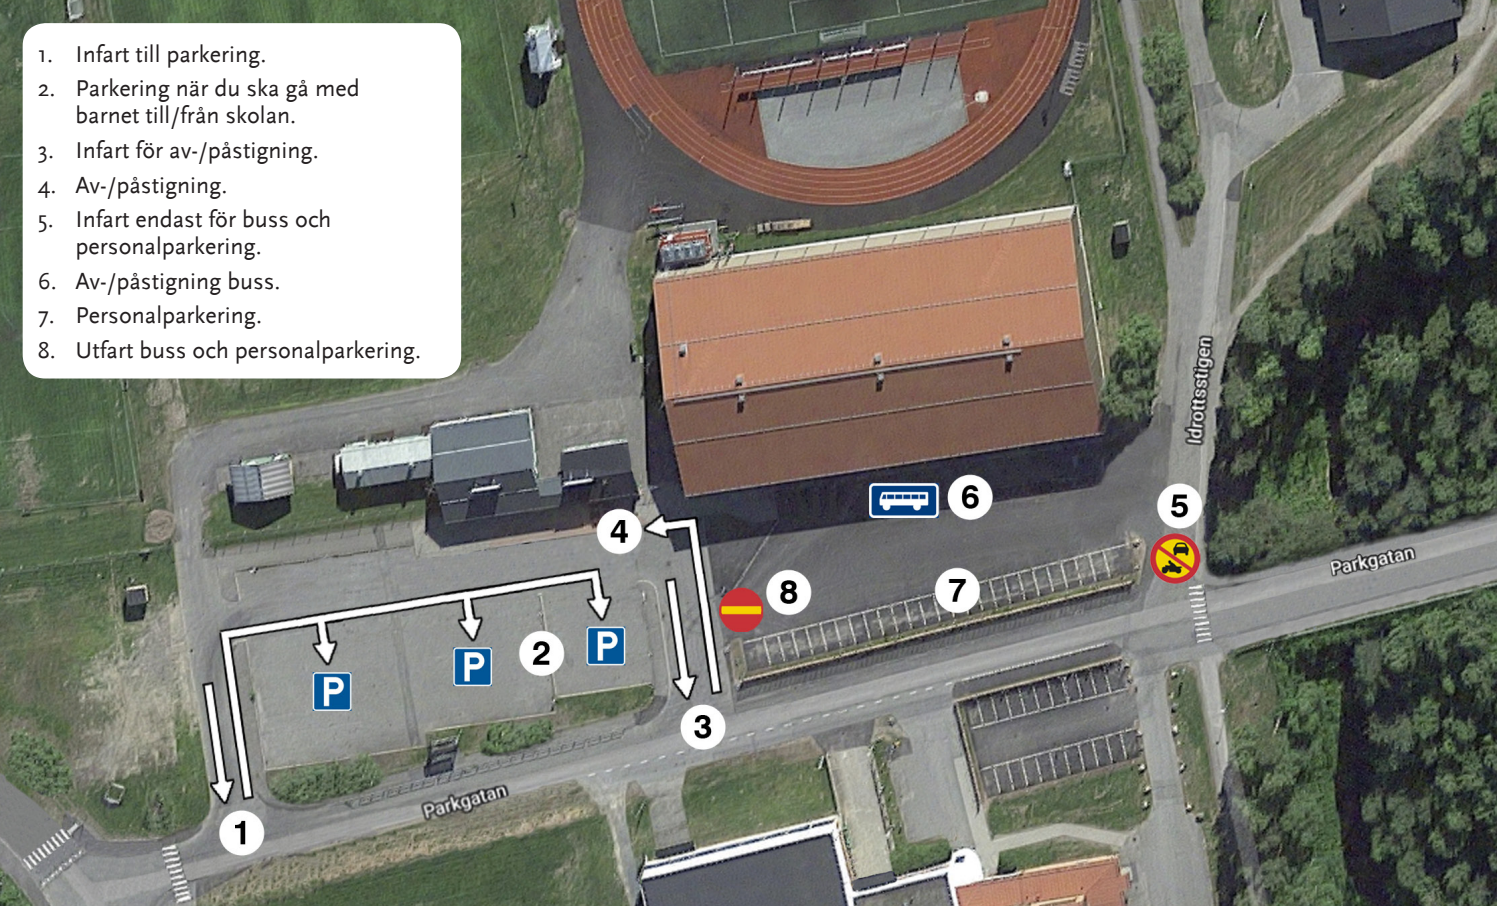 1. Infart till parkering.
2. Parkering när du ska gå med
barnet till/från skolan.
3. Infart för av-/påstigning.
4. Av-/påstigning.
5. Infart endast för buss och
personalparkering.
6. Av-/påstigning buss.
7. Personalparkering.
8. Utfart buss och personalparkering.
Idrottsstigen
6
5
4
Parkgatan
8
7
2
P
P
P
3
Parkgatan
1